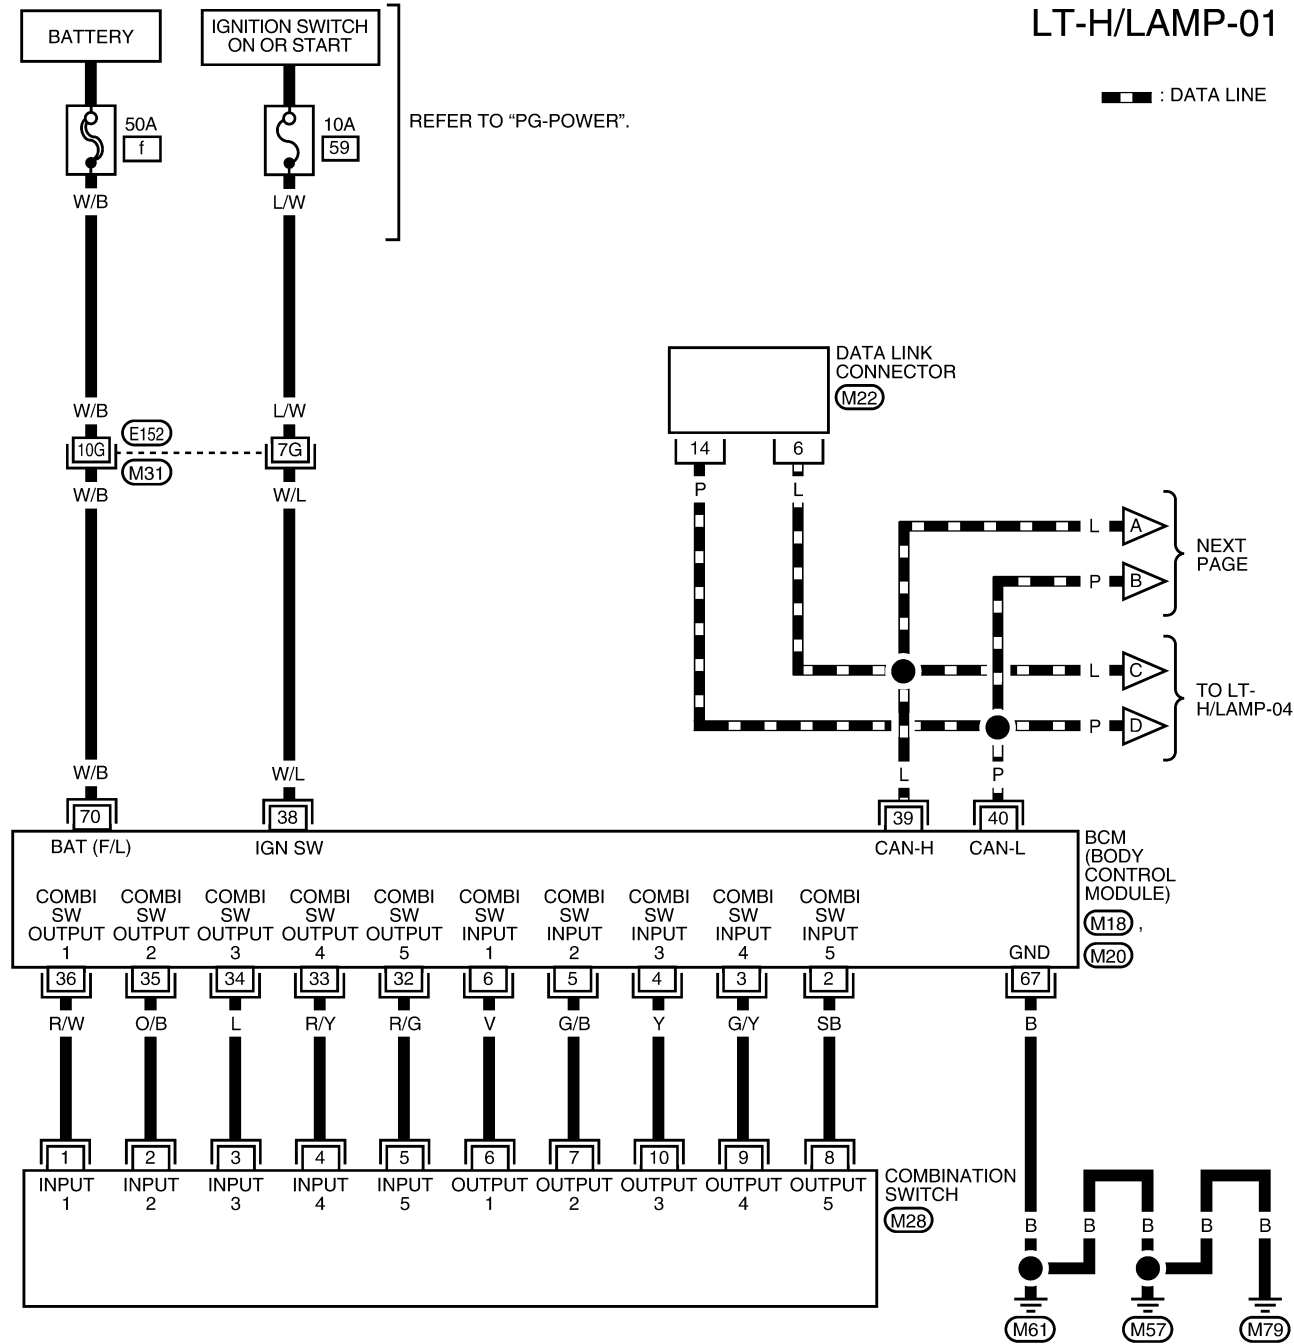 LT-H/LAMP-01
BATTERY
IGNITION SWITCH
ON OR START
: DATA LINE
50A
f
10A
59
REFER TO “PG-POWER”.
W/B
L/W
DATA LINK
CONNECTOR
M22
W/B
L/W
10G
E152
M31
7G
14
6
W/B
W/L
P
L
L
A
P
B
NEXT
PAGE
L
C
P
D
TO LT-
H/LAMP-04
W/B
W/L
L
P
70
38
39
40
BAT (F/L)
IGN SW
CAN-H
CAN-L
BCM
(BODY
CONTROL
MODULE)
M18 ,
M20
COMBI
SW
OUTPUT
1
COMBI
SW
OUTPUT
2
COMBI
SW
OUTPUT
3
COMBI
SW
OUTPUT
4
COMBI
SW
OUTPUT
5
COMBI
SW
INPUT
1
COMBI
SW
INPUT
2
COMBI
SW
INPUT
3
COMBI
SW
INPUT
4
COMBI
SW
INPUT
5
GND
36
35
34
33
32
6
5
4
3
2
67
R/W
O/B
L
R/Y
R/G
V
G/B
Y
G/Y
SB
B
1
2
3
4
5
6
7
10
9
8
INPUT
1
INPUT
2
INPUT
3
INPUT
4
INPUT
5
OUTPUT
1
OUTPUT
2
OUTPUT
3
OUTPUT
4
OUTPUT
5
COMBINATION
SWITCH
M28
B
B
B
B
B
M61
M57
M79